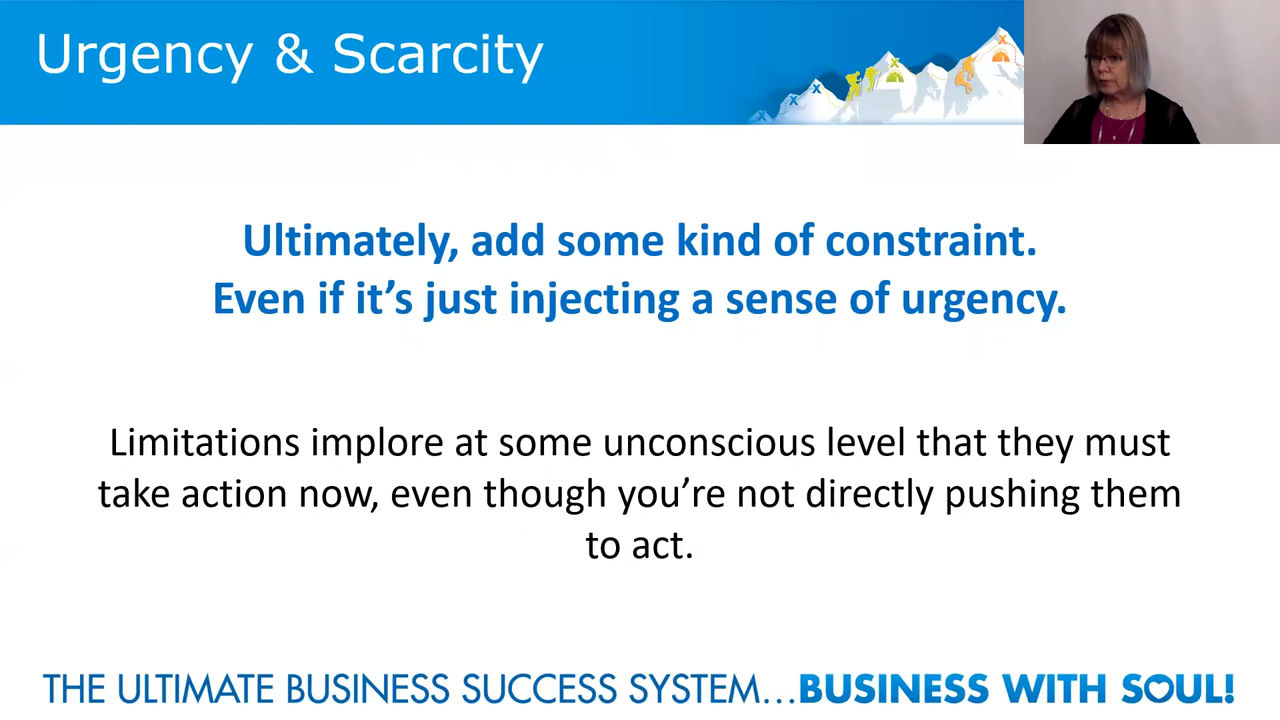 Urgency & Scarcity
Ultimately, add some kind of constraint.
Even if it’s just injecting a sense of urgency.
Limitations implore at some unconscious level that they must
take action now, even though you’re not directly pushing them
to act.
THE ULTIMATE BUSINESS SUCCESS SYSTEM...BUSINESS WITH SOUL!